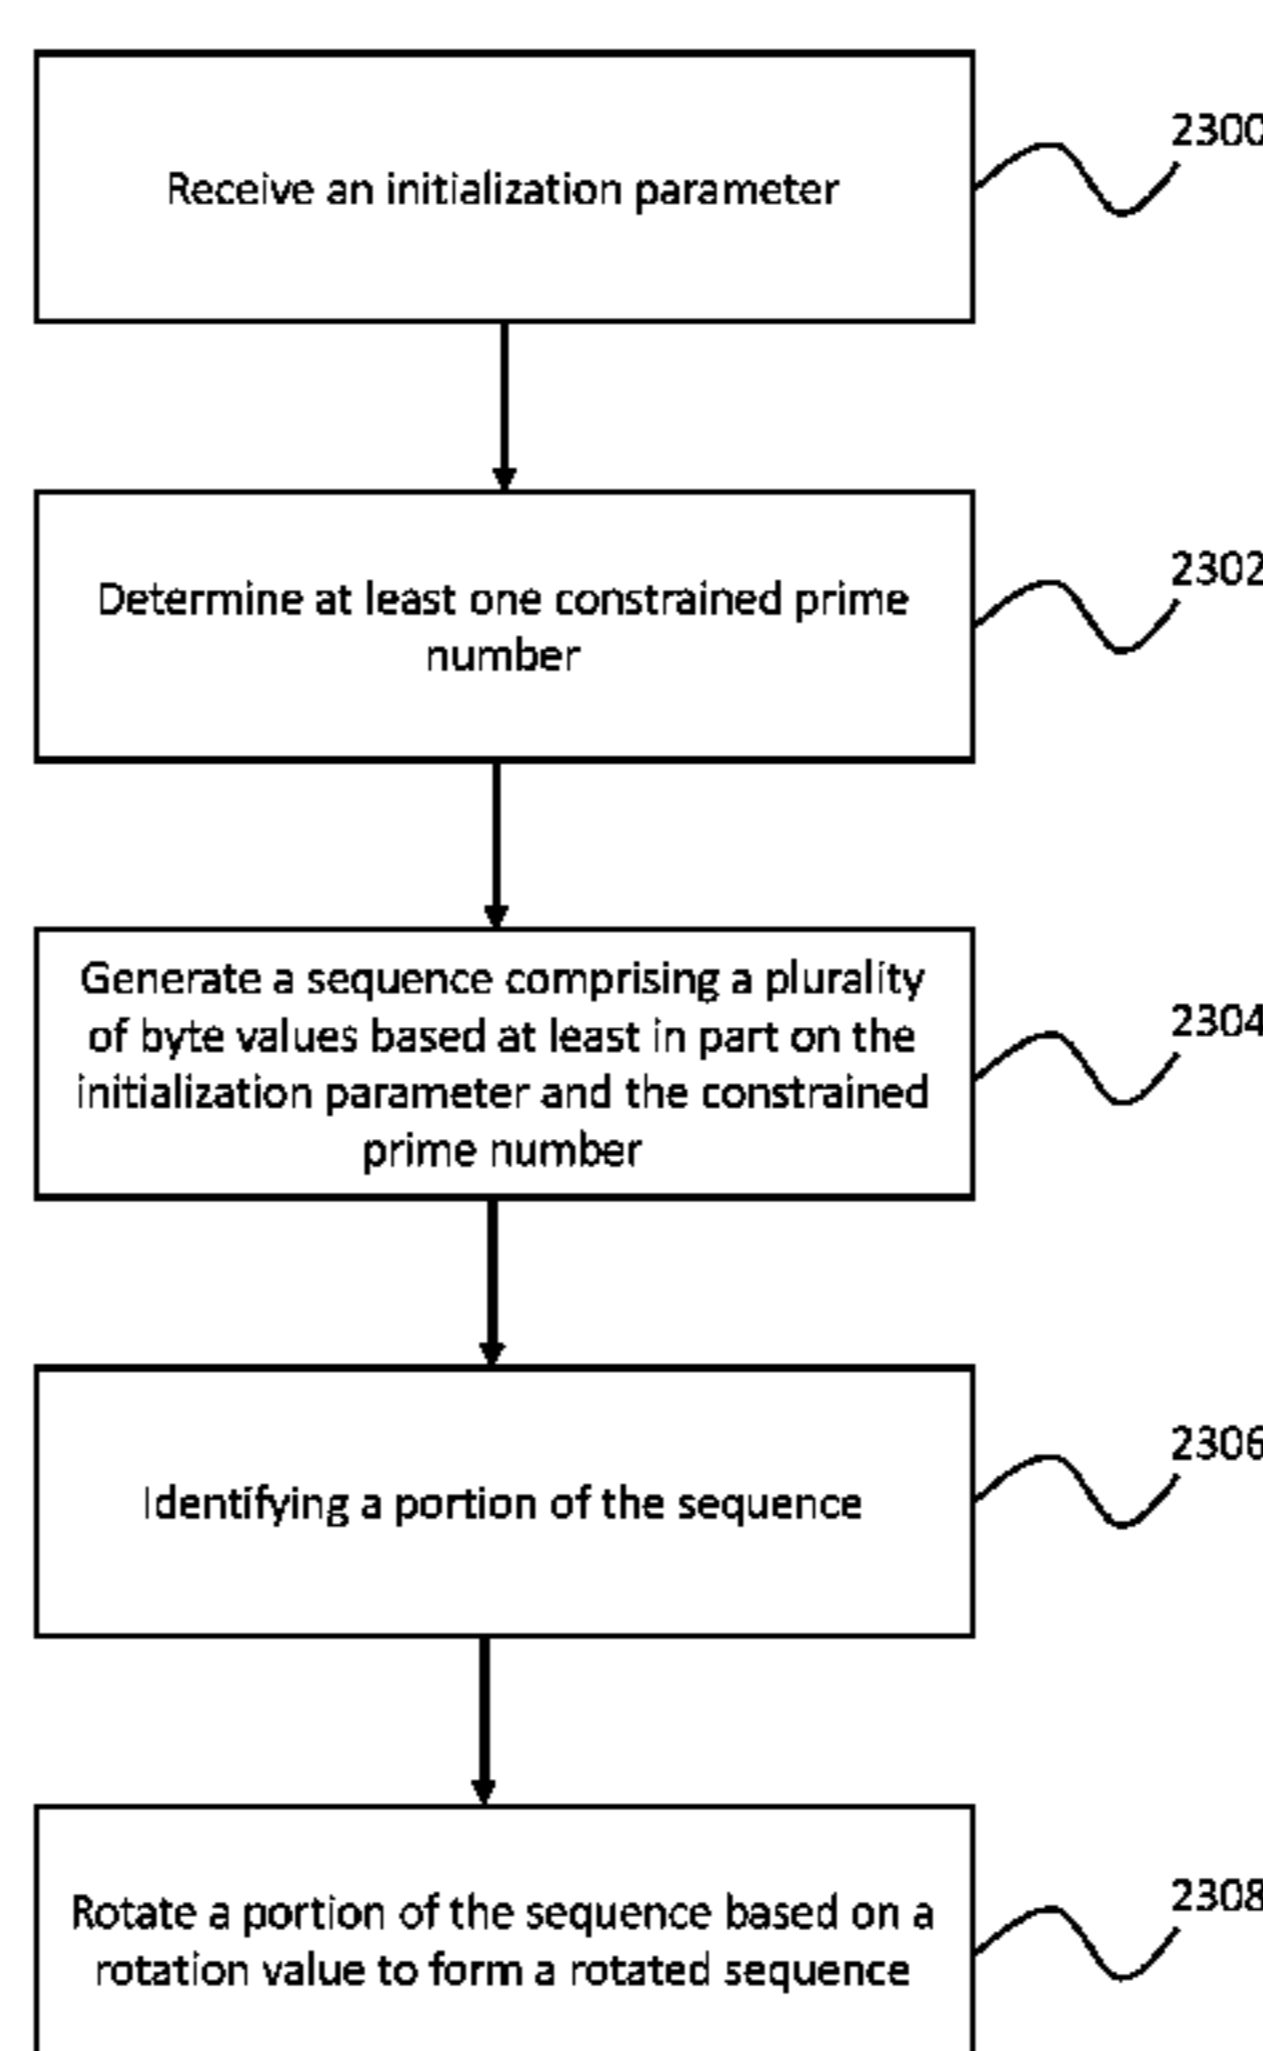 2300
Receive an initialization parameter
2302
Determine at least one constrained prime
number
2304
Generate a sequence comprising a plurality
of byte values based at least in part on the
initialization parameter and the constrained
prime number
2306
Identifying a portion of the sequence
2308
Rotate a portion of the sequence based on a
rotation value to form a rotated sequence